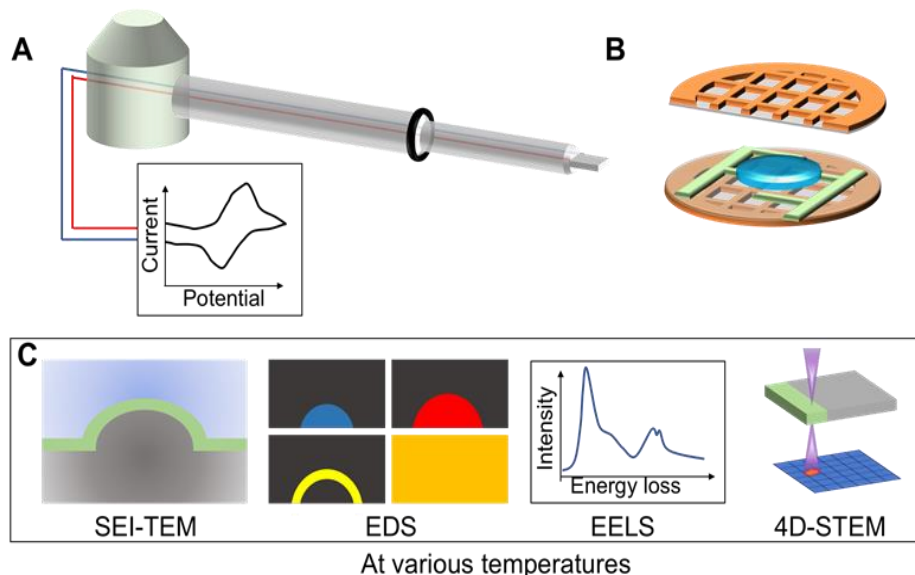 A
B
Current
Potential
C
Intensity
Energy loss
SEI-TEM
EDS
EELS
4D-STEM
At various temperatures